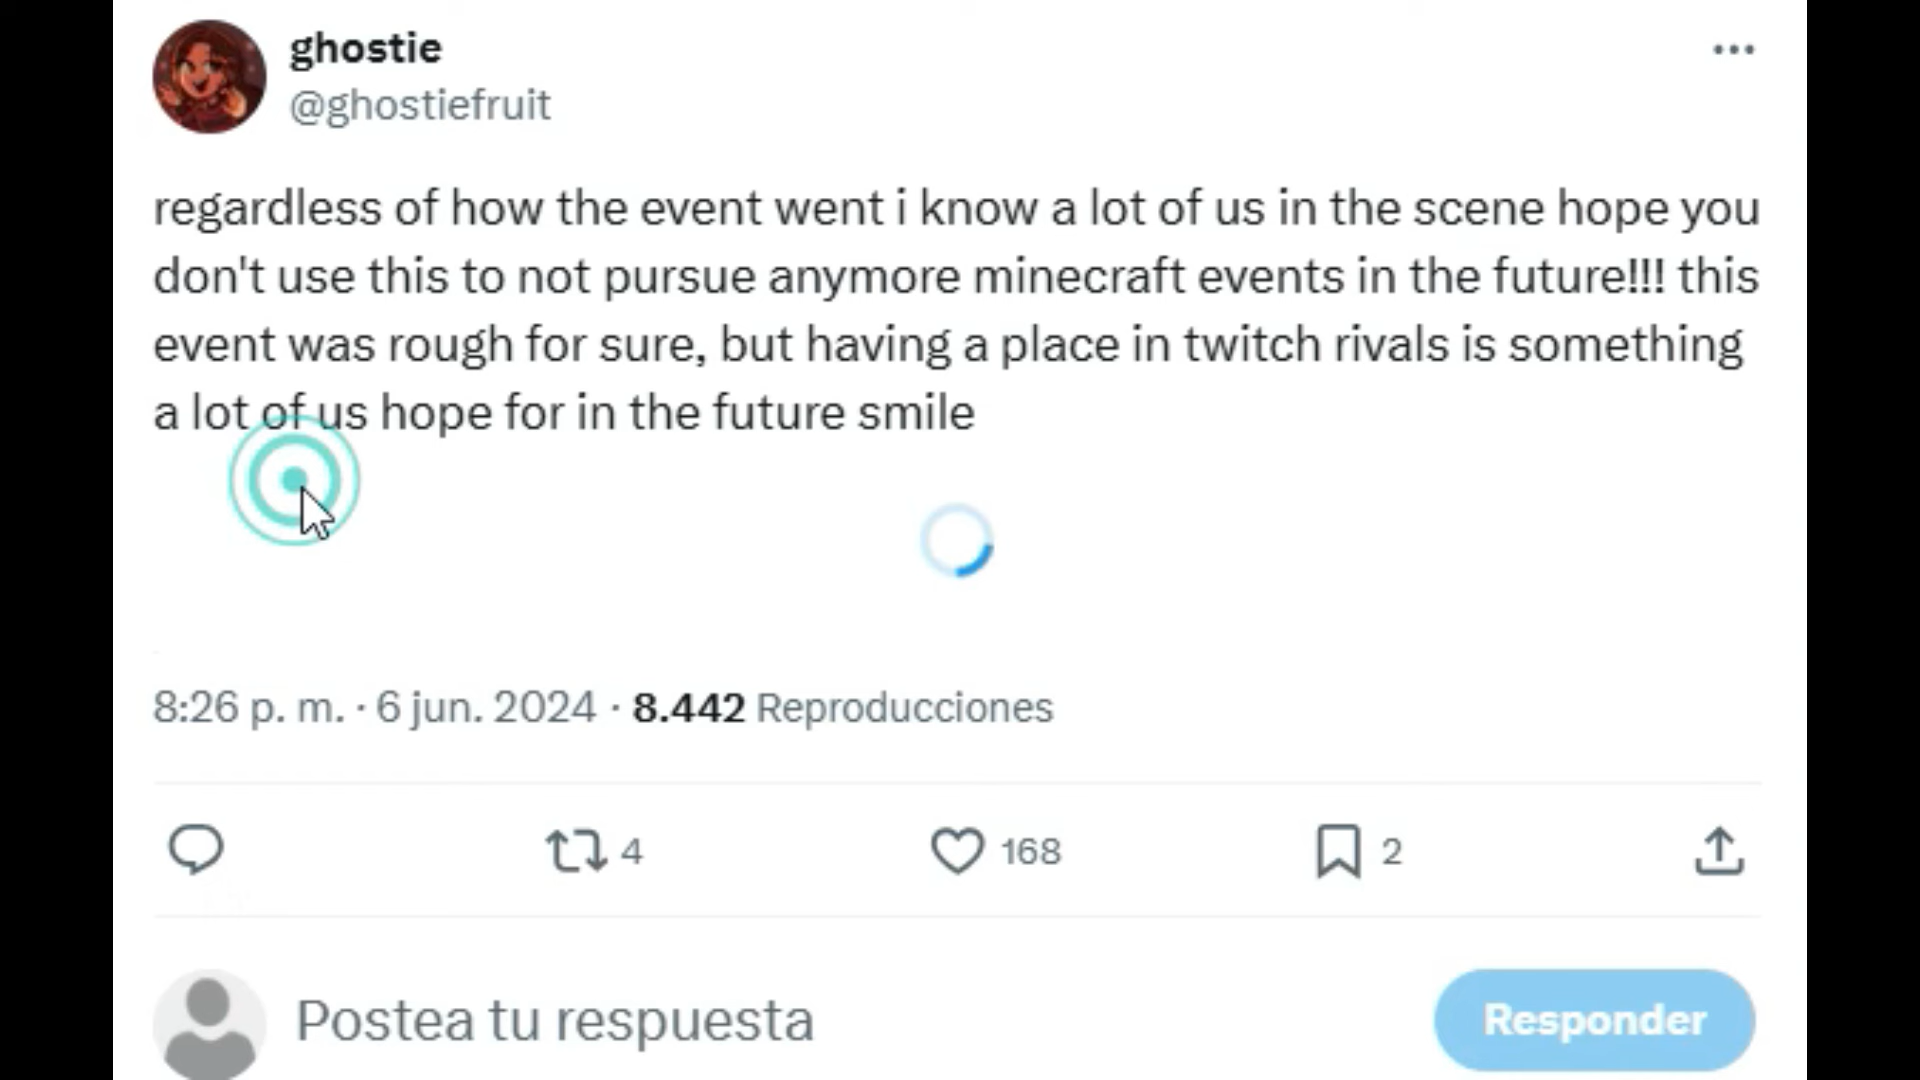 ghostie
@ghostiefruit
regardless of how the event went i know a lot of us in the scene hope you
don't use this to not pursue anymore minecraft events in the future!!! this
event was rough for sure, but having a place in twitch rivals is something
a lot of us hope for in the future smile
8:26 p. m. · 6 jun. 2024 · 8.442 Reproducciones
4 168 2
Postea tu respuesta Responder